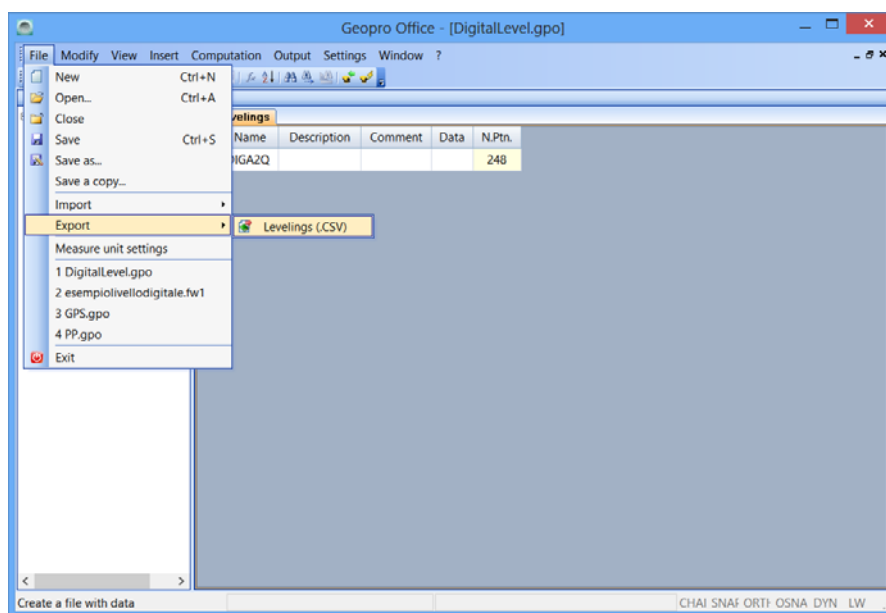 Geopro Office - [DigitalLevel.gpo]
File Modify View Insert Computation Output Settings Window ?
New Ctrl+N
Open... Ctrl+A
Close
Save Ctrl+S
Save as...
Save a copy...
Import
Export
Levelings (.CSV)
Measure unit settings
1 DigitalLevel.gpo
2 esempiolivellodigitale.fw1
3 GPS.gpo
4 PP.gpo
Exit
velings
Name Description Comment Data N.Ptn.
IGA2Q 248
Create a file with data
CHAI SNAF ORTH OSNA DYN LW